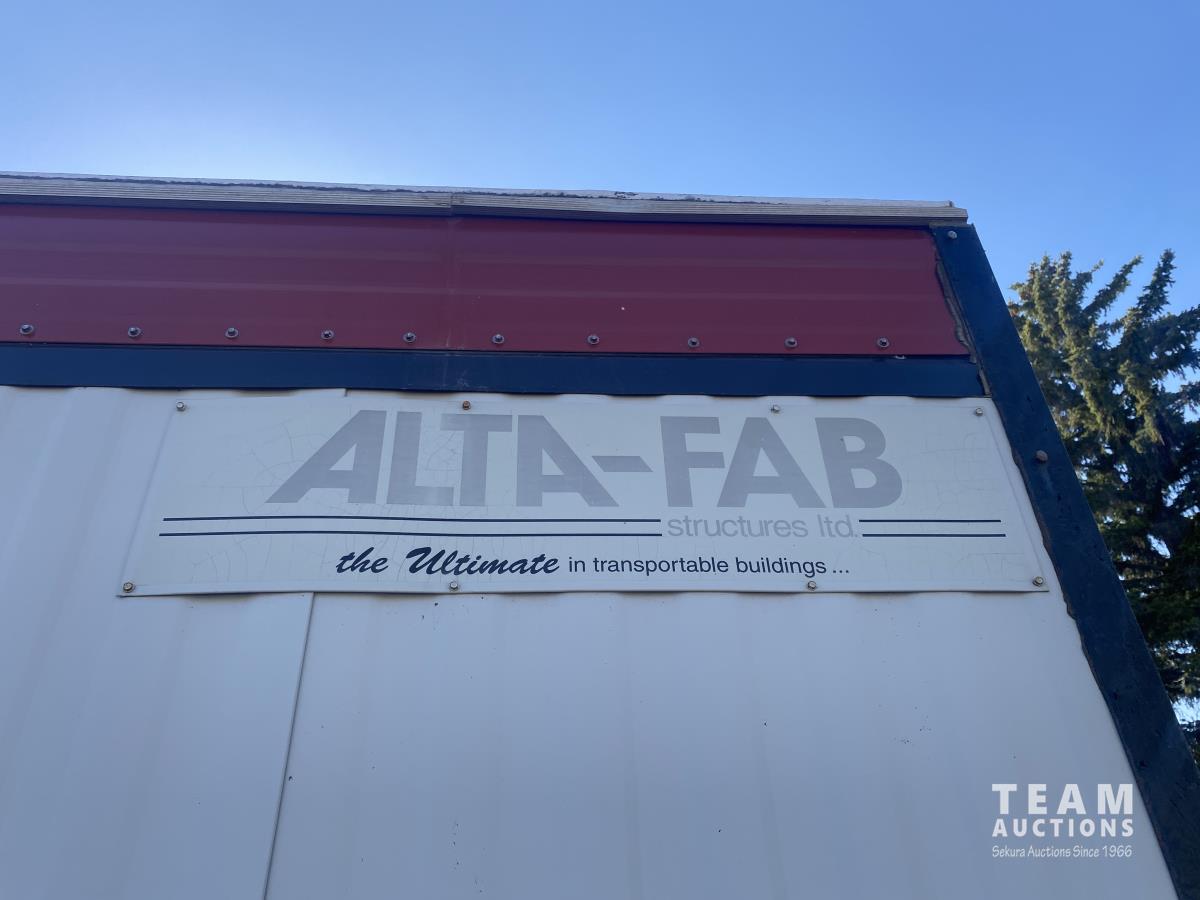 ALTA-FAB
structures ltd.
the Ultimate in transportable buildings ...
TEAM
AUCTIONS
Sekura Auctions Since 1966